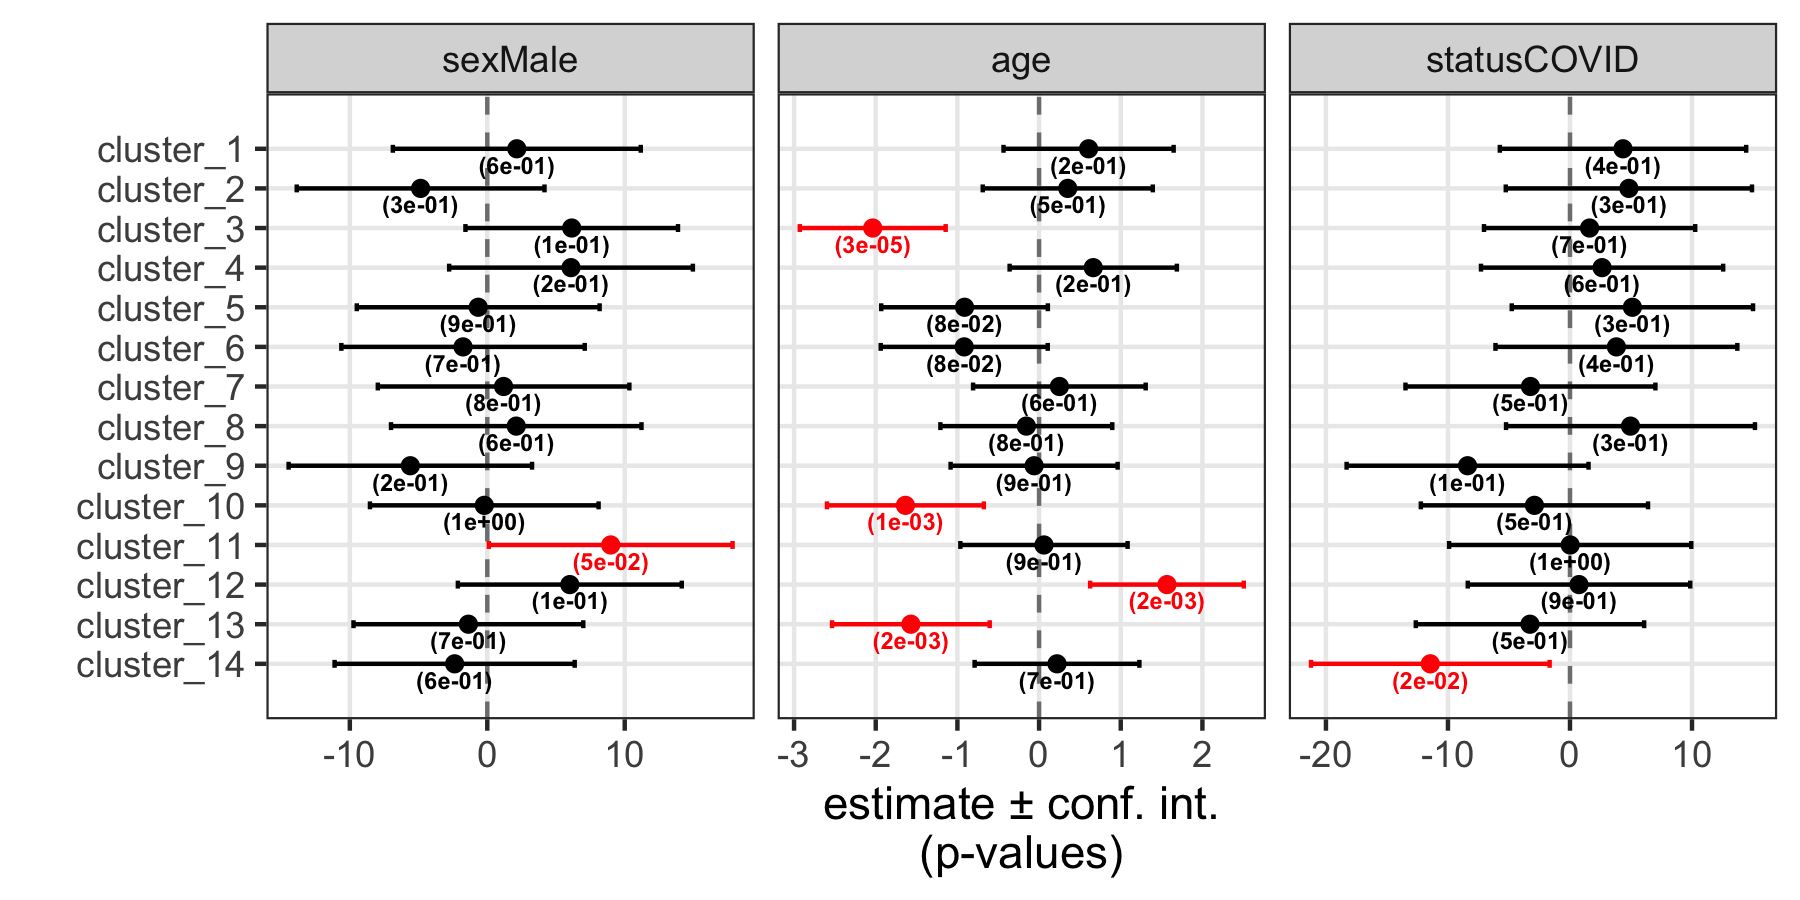 sexMale age statusCOVID
cluster_1 (6e-01) (2e-01) (4e-01)
cluster_2 (3e-01) (5e-01) (3e-01)
cluster_3 (1e-01) (3e-05) (7e-01)
cluster_4 (2e-01) (2e-01) (6e-01)
cluster_5 (9e-01) (8e-02) (3e-01)
cluster_6 (7e-01) (8e-02) (4e-01)
cluster_7 (8e-01) (6e-01) (5e-01)
cluster_8 (6e-01) (8e-01) (3e-01)
cluster_9 (2e-01) (9e-01) (1e-01)
cluster_10 (1e+00) (1e-03) (5e-01)
cluster_11 (5e-02) (9e-01) (1e+00)
cluster_12 (1e-01) (2e-03) (9e-01)
cluster_13 (7e-01) (2e-03) (5e-01)
cluster_14 (6e-01) (7e-01) (2e-02)
-10 0 10 -3 -2 -1 0 1 2 -20 -10 0 10
estimate ± conf. int.
(p-values)